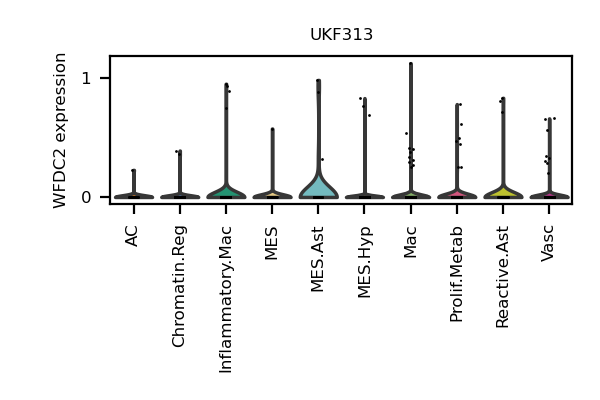 UKF313
WFDC2 expression
1
0
AC
Chromatin.Reg
Inflammatory.Mac
MES
MES.Ast
MES.Hyp
Mac
Prolif.Metab
Reactive.Ast
Vasc